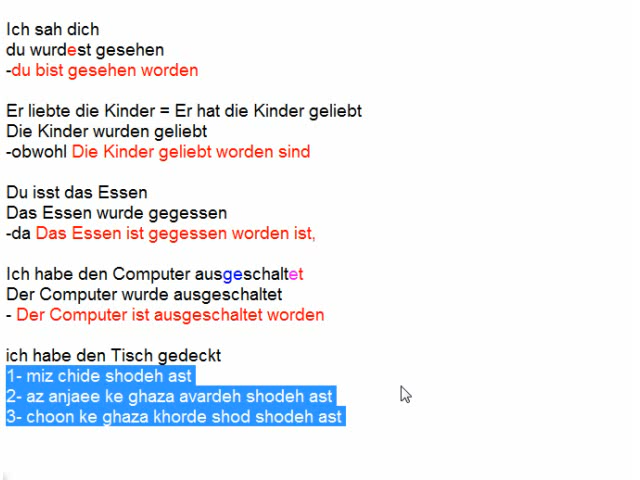 Ich sah dich
du wurdest gesehen
-du bist gesehen worden
Er liebte die Kinder = Er hat die Kinder geliebt
Die Kinder wurden geliebt
-obwohl Die Kinder geliebt worden sind
Du isst das Essen
Das Essen wurde gegessen
-da Das Essen ist gegessen worden ist,
Ich habe den Computer ausgeschaltet
Der Computer wurde ausgeschaltet
- Der Computer ist ausgeschaltet worden
ich habe den Tisch gedeckt
1- miz chide shodeh ast
2- az anjaee ke ghaza avardeh shodeh ast
3- choon ke ghaza khorde shod shodeh ast